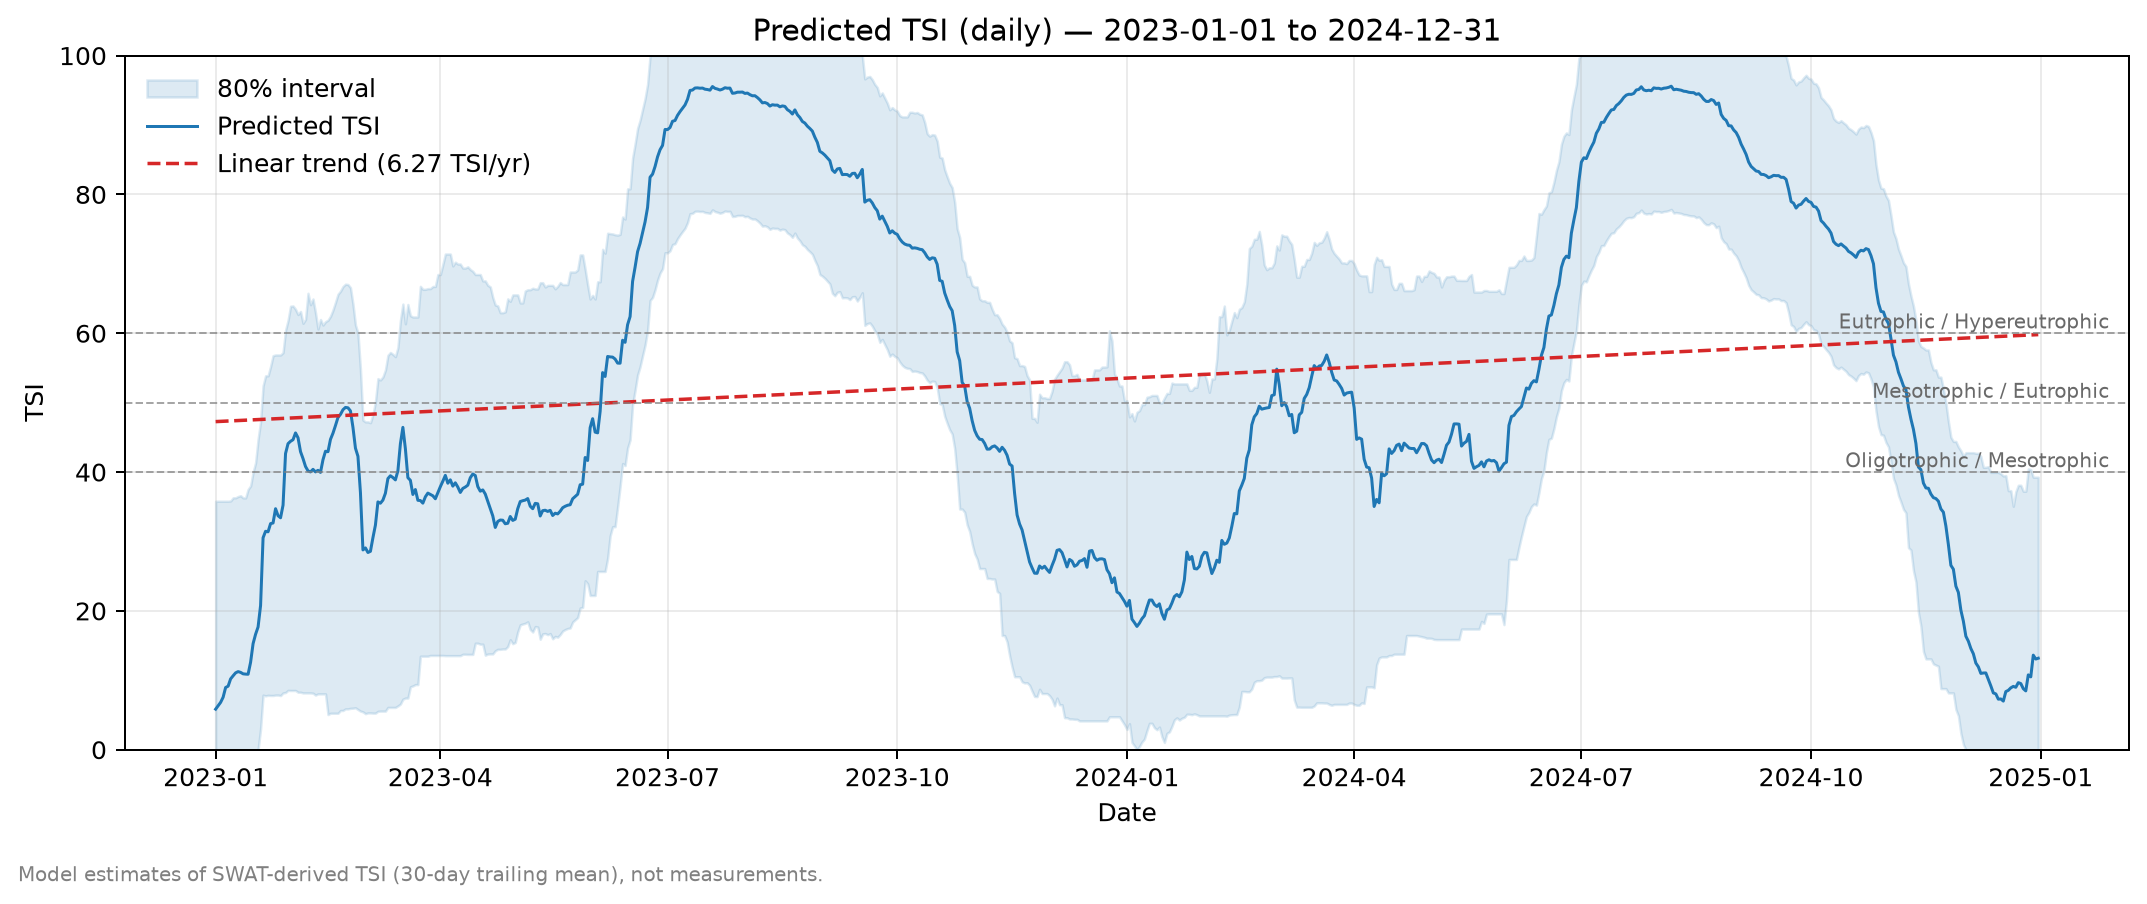 Predicted TSI (daily) — 2023-01-01 to 2024-12-31
100
80
60
40
20
0
TSI
80% interval
Predicted TSI
Linear trend (6.27 TSI/yr)
Eutrophic / Hypereutrophic
Mesotrophic / Eutrophic
Oligotrophic / Mesotrophic
2023-01 2023-04 2023-07 2023-10 2024-01 2024-04 2024-07 2024-10 2025-01
Date
Model estimates of SWAT-derived TSI (30-day trailing mean), not measurements.